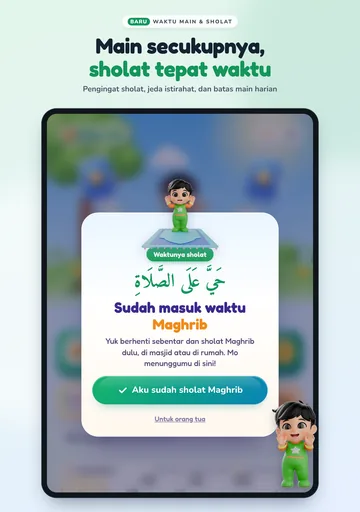 BARU WAKTU MAIN & SHOLAT
Main secukupnya,
sholat tepat waktu
Pengingat sholat, jeda istirahat, dan batas main harian
Waktunya sholat
حَيَّ عَلَى الصَّلَاةِ
Sudah masuk waktu
Maghrib
Yuk berhenti sebentar dan sholat Maghrib
dulu, di masjid atau di rumah. Mo
menunggumu di sini!
Aku sudah sholat Maghrib
Untuk orang tua